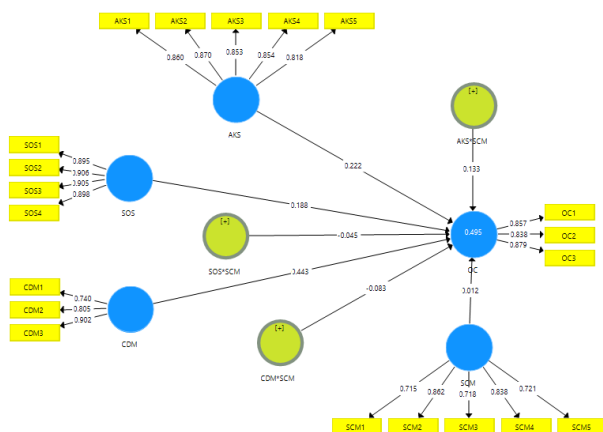 AKS1 AKS2 AKS3 AKS4 AKS5
0.860 0.870 0.853 0.854 0.818
AKS
[+]
AKS*SCM
SOS1
SOS2
SOS3
SOS4
0.895
0.906
0.905
0.898
SOS
0.222
0.133
0.188
[+]
SOS*SCM
-0.045
0.495
OC
0.857
0.838
0.879
OC1
OC2
OC3
CDM1
CDM2
CDM3
0.740
0.805
0.902
CDM
0.443
[+]
CDM*SCM
-0.083
0.012
SCM
0.715 0.862 0.718 0.838 0.721
SCM1 SCM2 SCM3 SCM4 SCM5